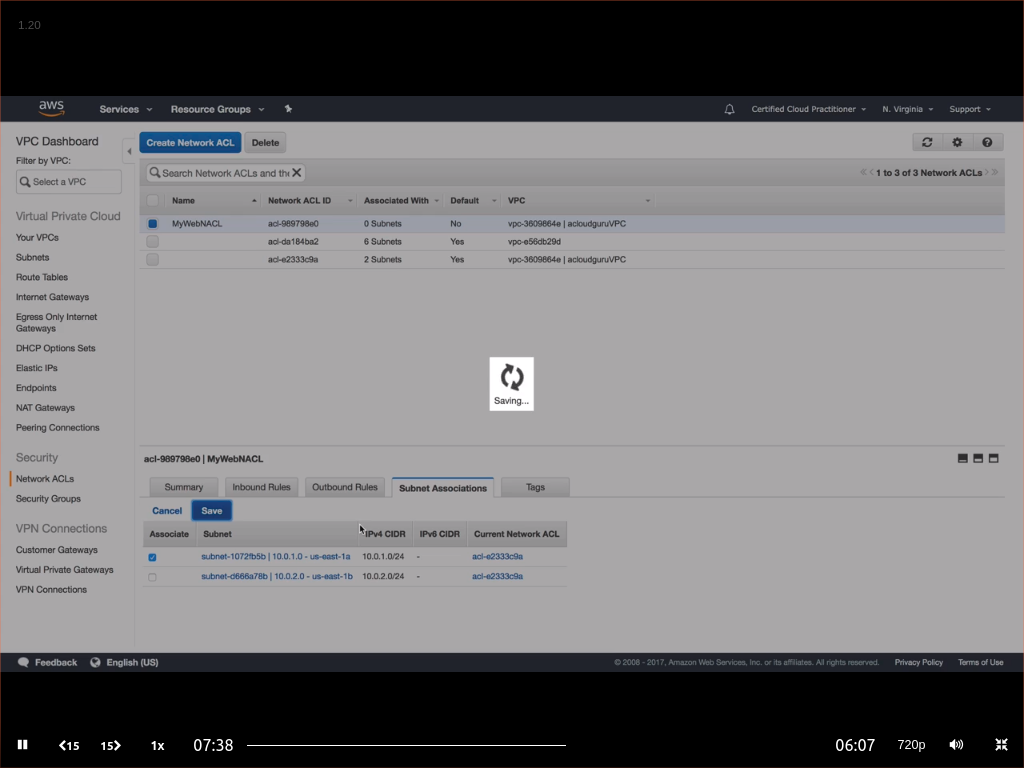 1.20
aws Services Resource Groups Certified Cloud Practitioner N. Virginia Support
VPC Dashboard
Filter by VPC:
Select a VPC
Virtual Private Cloud
Your VPCs
Subnets
Route Tables
Internet Gateways
Egress Only Internet
Gateways
DHCP Options Sets
Elastic IPs
Endpoints
NAT Gateways
Peering Connections
Security
Network ACLs
Security Groups
VPN Connections
Customer Gateways
Virtual Private Gateways
VPN Connections
Create Network ACL Delete
Search Network ACLs and the 1 to 3 of 3 Network ACLs
Name Network ACL ID Associated With Default VPC
MyWebNACL acl-989798e0 0 Subnets No vpc-3609864e | acloudguruVPC
acl-da184ba2 6 Subnets Yes vpc-e56db29d
acl-e2333c9a 2 Subnets Yes vpc-3609864e | acloudguruVPC
Saving...
acl-989798e0 | MyWebNACL
Summary Inbound Rules Outbound Rules Subnet Associations Tags
Cancel Save
Associate Subnet IPv4 CIDR IPv6 CIDR Current Network ACL
subnet-1072fb5b | 10.0.1.0 - us-east-1a 10.0.1.0/24 - acl-e2333c9a
subnet-d666a78b | 10.0.2.0 - us-east-1b 10.0.2.0/24 - acl-e2333c9a
Feedback English (US) © 2008 - 2017, Amazon Web Services, Inc. or its affiliates. All rights reserved. Privacy Policy Terms of Use
15 15 1x 07:38 06:07 720p